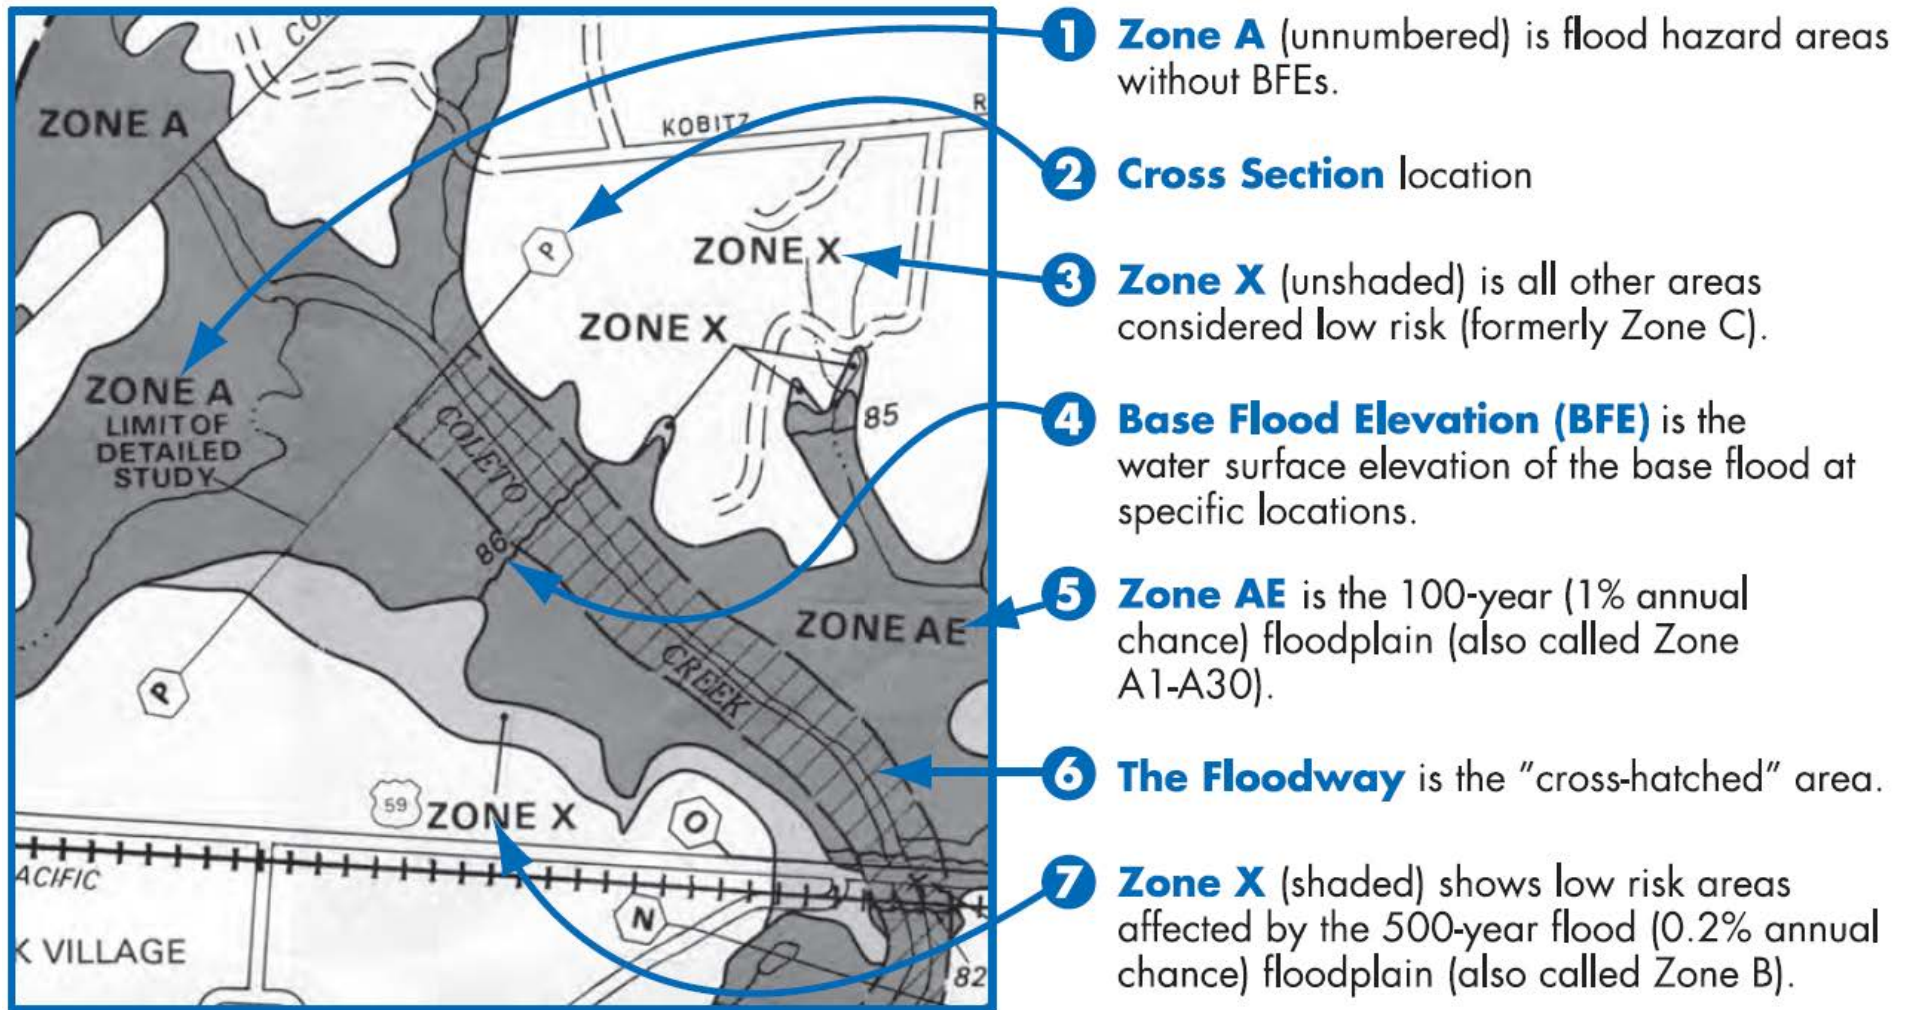 CO
ZONE A
KOBITZ
R
P
ZONE X
ZONE X
ZONE A
LIMIT OF
DETAILED
STUDY
COLETO
85
86
ZONE AE
CREEK
P
59
ZONE X
O
ACIFIC
N
K VILLAGE
82
1 Zone A (unnumbered) is flood hazard areas
without BFEs.
2 Cross Section location
3 Zone X (unshaded) is all other areas
considered low risk (formerly Zone C).
4 Base Flood Elevation (BFE) is the
water surface elevation of the base flood at
specific locations.
5 Zone AE is the 100-year (1% annual
chance) floodplain (also called Zone
A1-A30).
6 The Floodway is the "cross-hatched" area.
7 Zone X (shaded) shows low risk areas
affected by the 500-year flood (0.2% annual
chance) floodplain (also called Zone B).